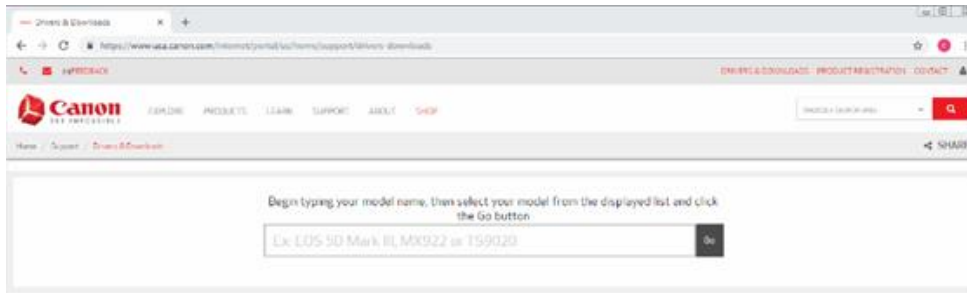 Drivers & Downloads
https://www.usa.canon.com/internet/portal/us/home/support/drivers-downloads
FEEDBACK
DRIVERS & DOWNLOADS PRODUCT REGISTRATION CONTACT
Canon
SEE IMPOSSIBLE
EXPLORE PRODUCTS LEARN SUPPORT ABOUT SHOP
Home / Support / Drivers & Downloads
SHARE
Begin typing your model name, then select your model from the displayed list and click
the Go button
Ex: EOS 5D Mark III, MX922 or TS9020
Go